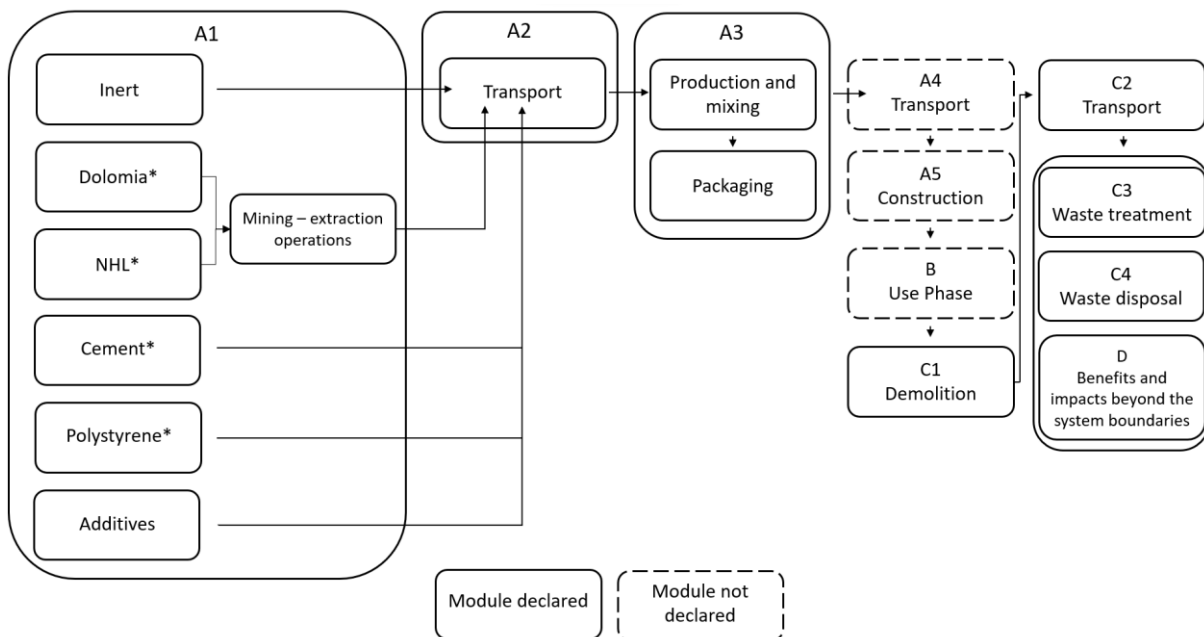 A1
Inert
Dolomia*
NHL*
Mining – extraction
operations
Cement*
Polystyrene*
Additives
A2
Transport
A3
Production and
mixing
Packaging
A4
Transport
A5
Construction
B
Use Phase
C1
Demolition
C2
Transport
C3
Waste treatment
C4
Waste disposal
D
Benefits and
impacts beyond the
system boundaries
Module declared
Module not
declared